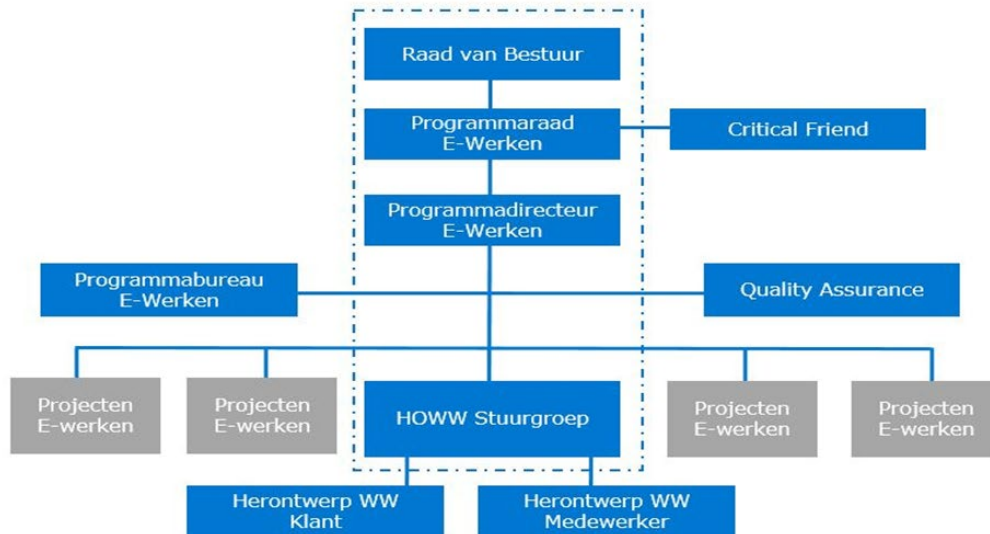 Raad van Bestuur
Programmaraad
E-Werken
Critical Friend
Programmadirecteur
E-Werken
Programmabureau
E-Werken
Quality Assurance
Projecten
E-werken
Projecten
E-werken
HOWW Stuurgroep
Projecten
E-werken
Projecten
E-werken
Herontwerp WW
Klant
Herontwerp WW
Medewerker